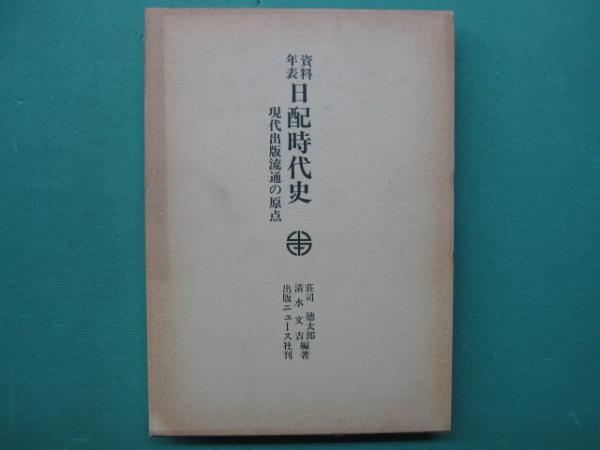 資料
年表
日配時代史
現代出版流通の原点
荘司徳太郎
清水文吉編著
出版ニュース社刊